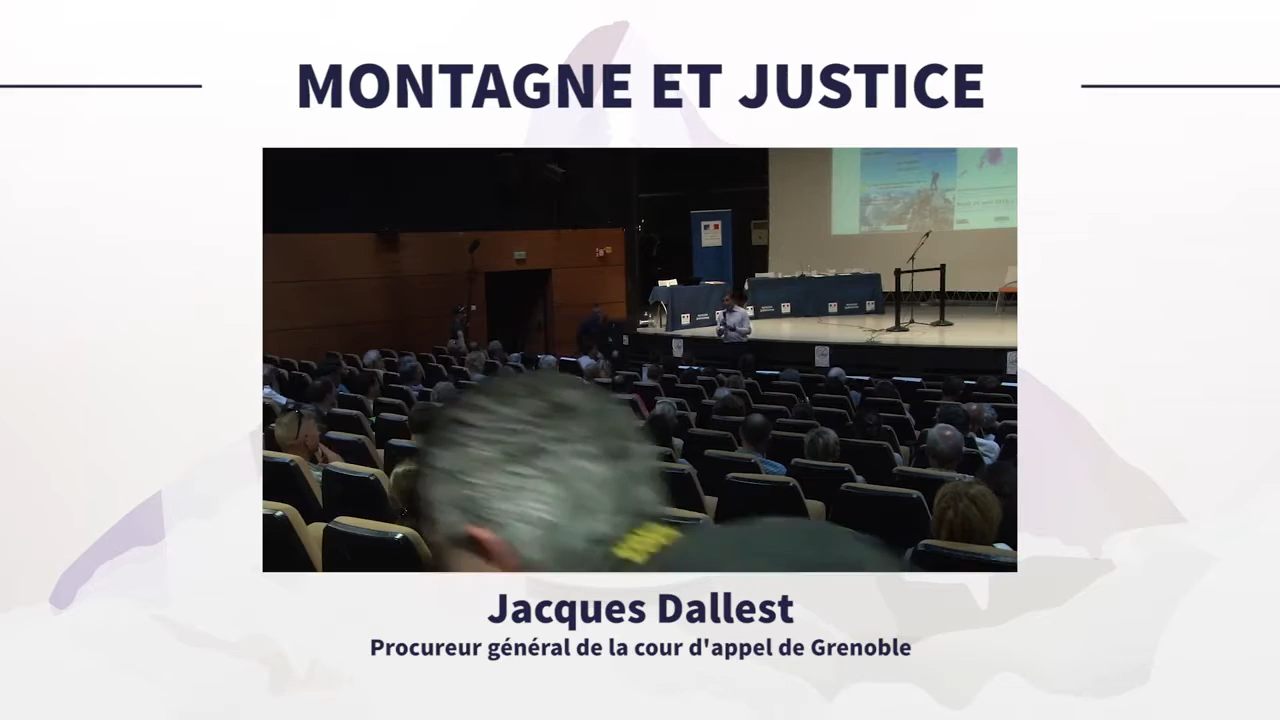 MONTAGNE ET JUSTICE
Jacques Dallest
Procureur général de la cour d'appel de Grenoble